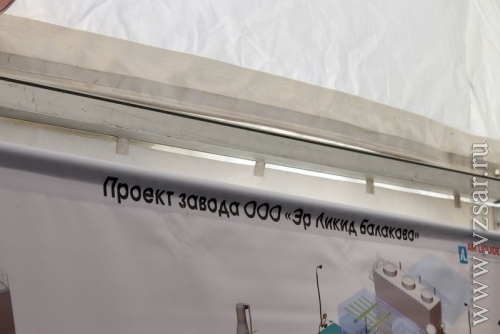 Проект завода ООО «Эр Ликид балаково»
www.vzsar.ru